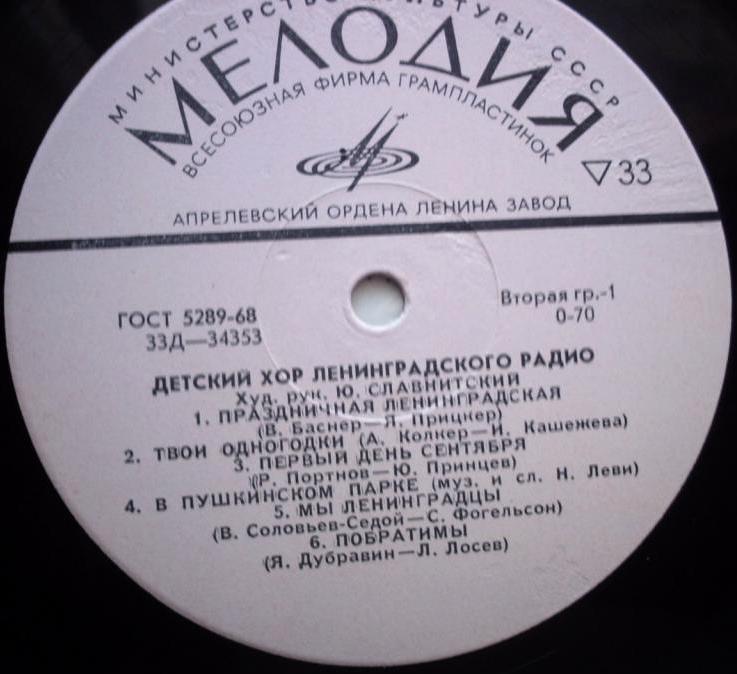 МИНИСТЕРСТВО КУЛЬТУРЫ СССР
МЕЛОДИЯ
ВСЕСОЮЗНАЯ ФИРМА ГРАМПЛАСТИНОК
▽33
АПРЕЛЕВСКИЙ ОРДЕНА ЛЕНИНА ЗАВОД
ГОСТ 5289-68
33Д—34353
Вторая гр.-1
0-70
ДЕТСКИЙ ХОР ЛЕНИНГРАДСКОГО РАДИО
Худ. рук. Ю. СЛАВНИТСКИЙ
1. ПРАЗДНИЧНАЯ ЛЕНИНГРАДСКАЯ
(В. Баснер—Я. Прицкер)
2. ТВОИ ОДНОГОДКИ (А. Колкер—И. Кашежева)
3. ПЕРВЫЙ ДЕНЬ СЕНТЯБРЯ
(Р. Портнов—Ю. Принцев)
4. В ПУШКИНСКОМ ПАРКЕ (муз. и сл. Н. Леви)
5. МЫ ЛЕНИНГРАДЦЫ
(В. Соловьев-Седой—С. Фогельсон)
6. ПОБРАТИМЫ
(Я. Дубравин—Л. Лосев)